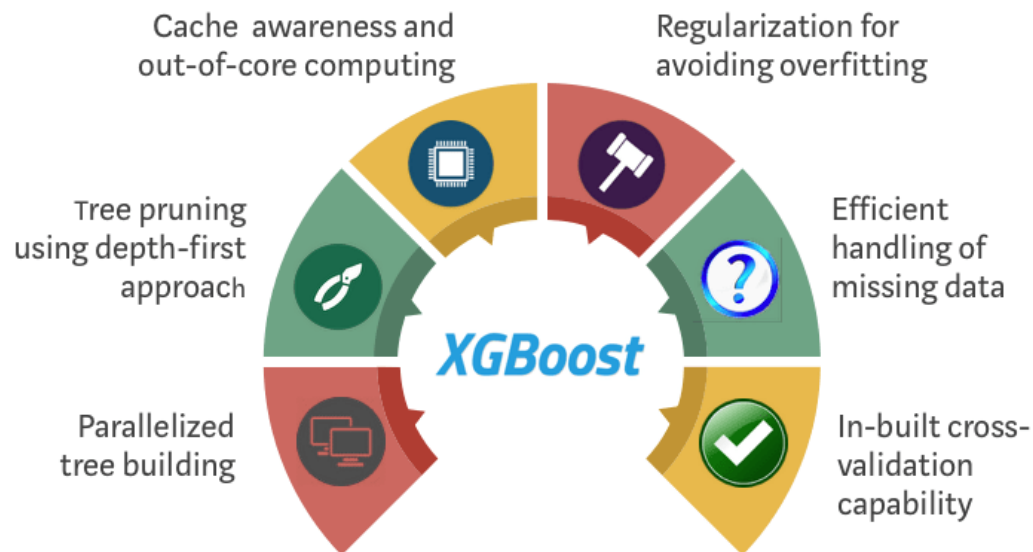 Cache awareness and
out-of-core computing
Regularization for
avoiding overfitting
Tree pruning
using depth-first
approach
Efficient
handling of
missing data
XGBoost
Parallelized
tree building
In-built cross-
validation
capability